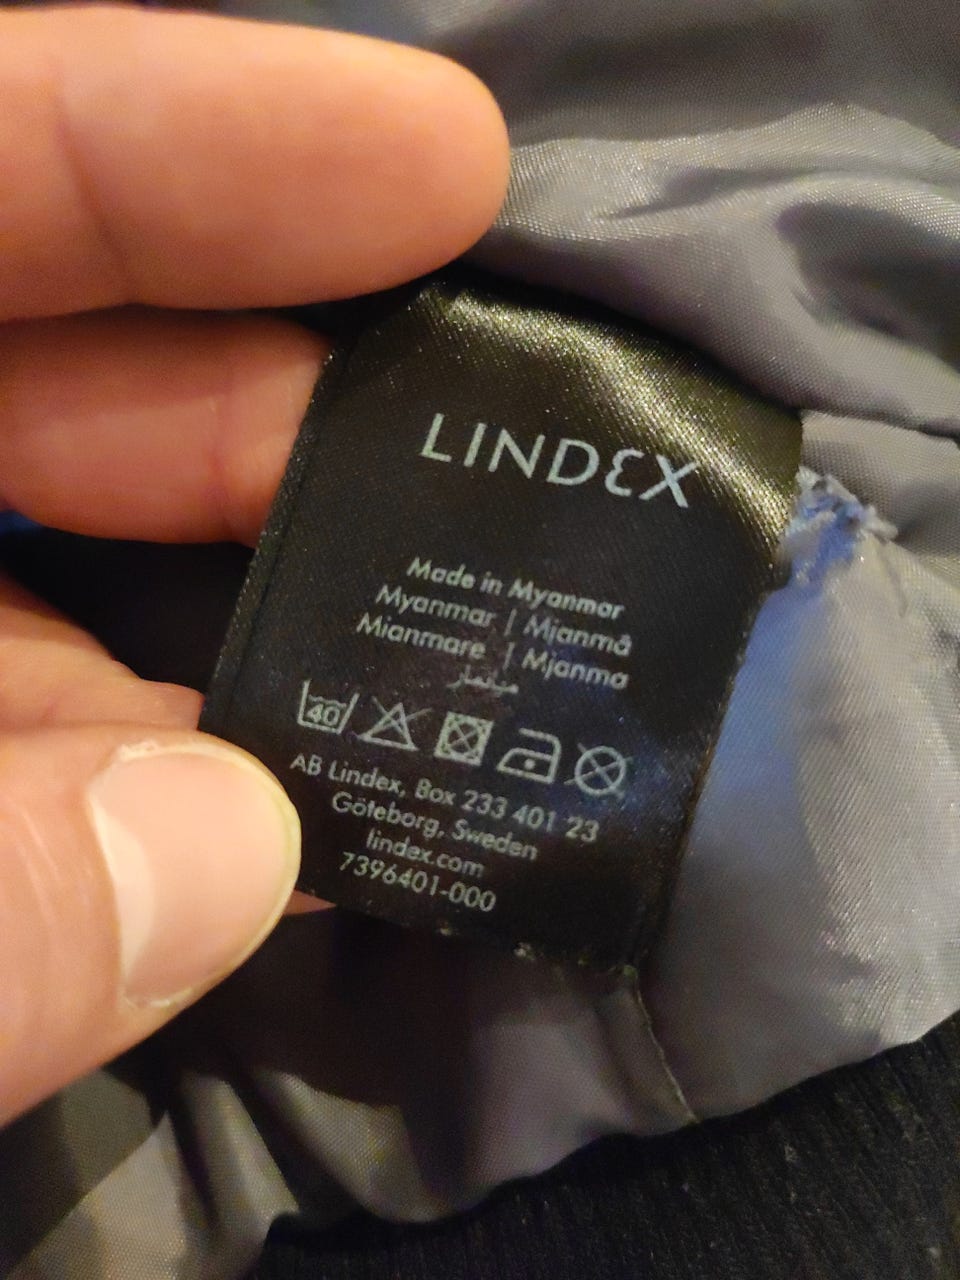 LINDEX
Made in Myanmar
Myanmar | Mjanmâ
Mianmare | Mjanma
ميانمار
40
AB Lindex, Box 233 401 23
Göteborg, Sweden
lindex.com
7396401-000